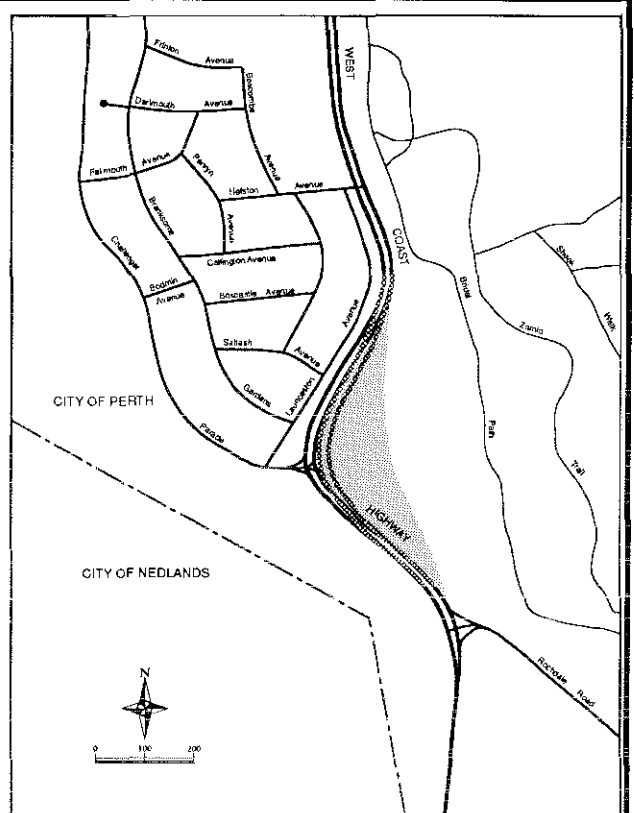 Frinton Avenue
Boscombe
Avenue
Dartmouth Avenue
Falmouth Avenue
Penryn
Avenue
Helston Avenue
Branksome
Gardens
Challenger
Parade
Callington Avenue
Bodmin
Avenue
Boscastle Avenue
Saltash
Avenue
Launceston
Avenue
WEST
COAST
HIGHWAY
Bridal
Path
Zamia
Trail
Sheoak
Walk
Rochdale
Road
CITY OF PERTH
CITY OF NEDLANDS
N
0 100 200